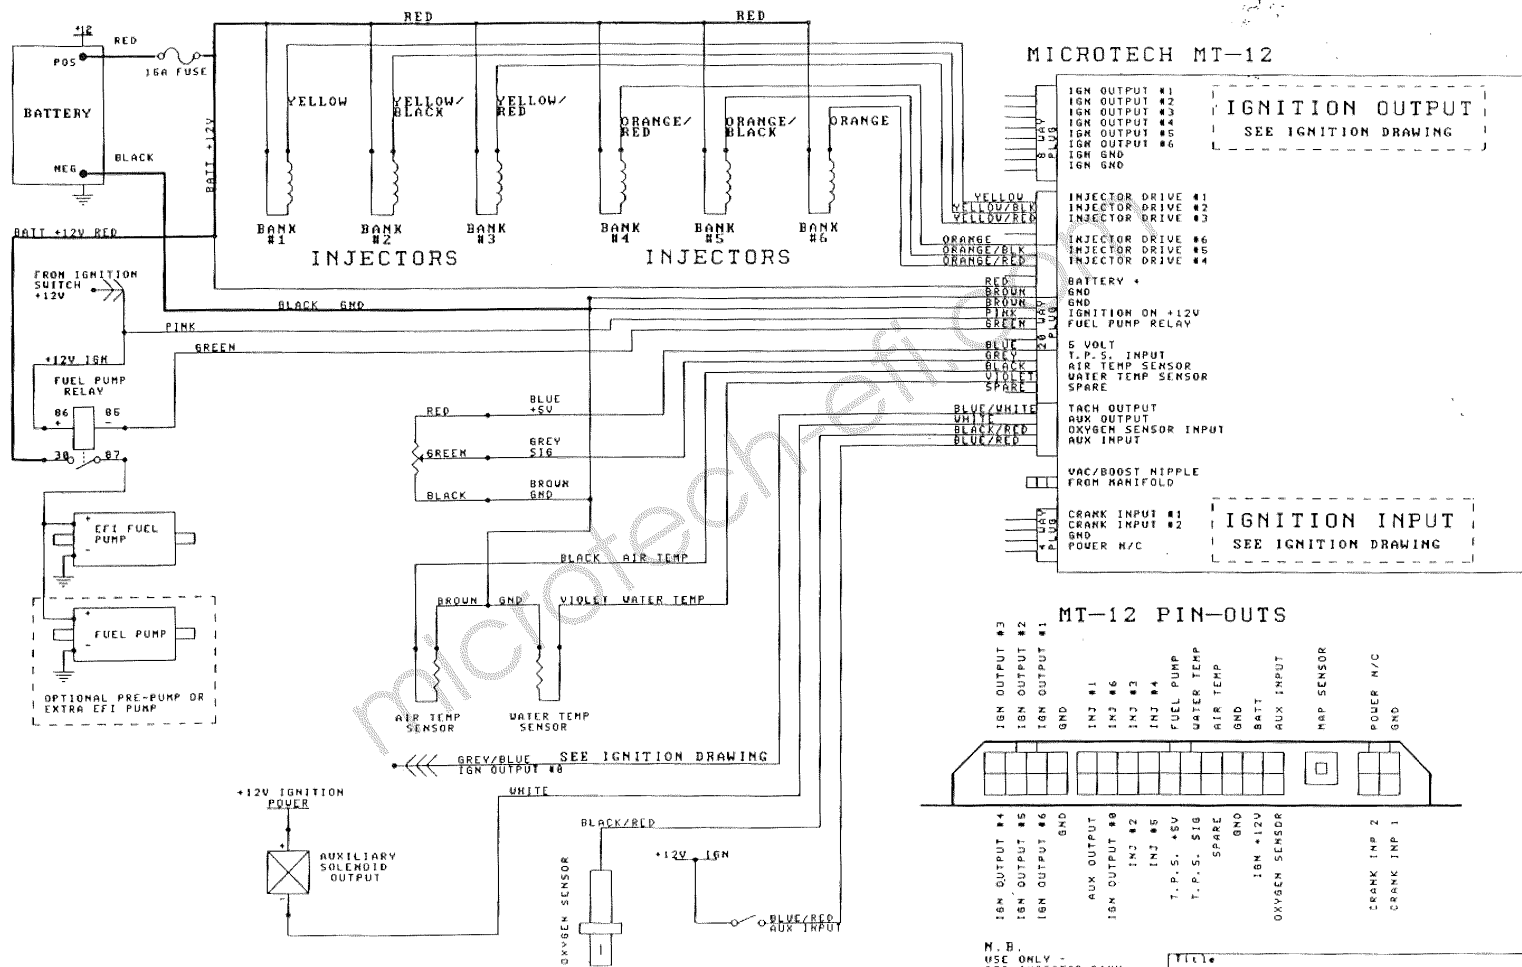 RED
RED
+12
RED
POS
16A FUSE
BATTERY
BLACK
NEG
BATT +12V
YELLOW
YELLOW/
BLACK
YELLOW/
RED
ORANGE/
RED
ORANGE/
BLACK
ORANGE
BANK
#1
BANK
#2
BANK
#3
BANK
#4
BANK
#5
BANK
#6
INJECTORS
INJECTORS
MICROTECH MT-12
IGN OUTPUT #1
IGN OUTPUT #2
IGN OUTPUT #3
IGN OUTPUT #4
IGN OUTPUT #5
IGN OUTPUT #6
IGN GND
IGN GND
8 WAY
PLUG
IGNITION OUTPUT
SEE IGNITION DRAWING
YELLOW INJECTOR DRIVE #1
YELLOW/BLK INJECTOR DRIVE #2
YELLOW/RED INJECTOR DRIVE #3
ORANGE INJECTOR DRIVE #6
ORANGE/BLK INJECTOR DRIVE #5
ORANGE/RED INJECTOR DRIVE #4
RED BATTERY +
BROWN GND
BROWN GND
PINK IGNITION ON +12V
GREEN FUEL PUMP RELAY
BLUE 5 VOLT
GREY T.P.S. INPUT
BLACK AIR TEMP SENSOR
VIOLET WATER TEMP SENSOR
SPARE SPARE
20 WAY
PLUG
BLUE/WHITE TACH OUTPUT
WHITE AUX OUTPUT
BLACK/RED OXYGEN SENSOR INPUT
BLUE/RED AUX INPUT
VAC/BOOST NIPPLE
FROM MANIFOLD
CRANK INPUT #1
CRANK INPUT #2
GND
POWER N/C
4 WAY
PLUG
IGNITION INPUT
SEE IGNITION DRAWING
BATT +12V RED
FROM IGNITION
SWITCH
+12V
BLACK GND
PINK
GREEN
+12V IGN
FUEL PUMP
RELAY
86 85
+ -
30 87
RED
BLUE
+5V
GREEN
GREY
SIG
BLACK
BROWN
GND
+
EFI FUEL
PUMP
-
+
FUEL PUMP
-
OPTIONAL PRE-PUMP OR
EXTRA EFI PUMP
BLACK AIR TEMP
BROWN GND
VIOLET WATER TEMP
AIR TEMP
SENSOR
WATER TEMP
SENSOR
GREY/BLUE
IGN OUTPUT #0
SEE IGNITION DRAWING
WHITE
+12V IGNITION
POWER
+
AUXILIARY
SOLENOID
OUTPUT
-
BLACK/RED
OXYGEN SENSOR
+12V IGN
BLUE/RED
AUX INPUT
MT-12 PIN-OUTS
IGN OUTPUT #3
IGN OUTPUT #2
IGN OUTPUT #1
GND
INJ #1
INJ #6
INJ #3
INJ #4
FUEL PUMP
WATER TEMP
AIR TEMP
GND
BATT
AUX INPUT
MAP SENSOR
POWER N/C
GND
IGN OUTPUT #4
IGN OUTPUT #5
IGN OUTPUT #6
GND
AUX OUTPUT
IGN OUTPUT #0
INJ #2
INJ #5
T.P.S. +5V
T.P.S. SIG
SPARE
GND
IGN +12V
OXYGEN SENSOR
CRANK INP 2
CRANK INP 1
N.B.
USE ONLY -
Title
microtech-efi.com